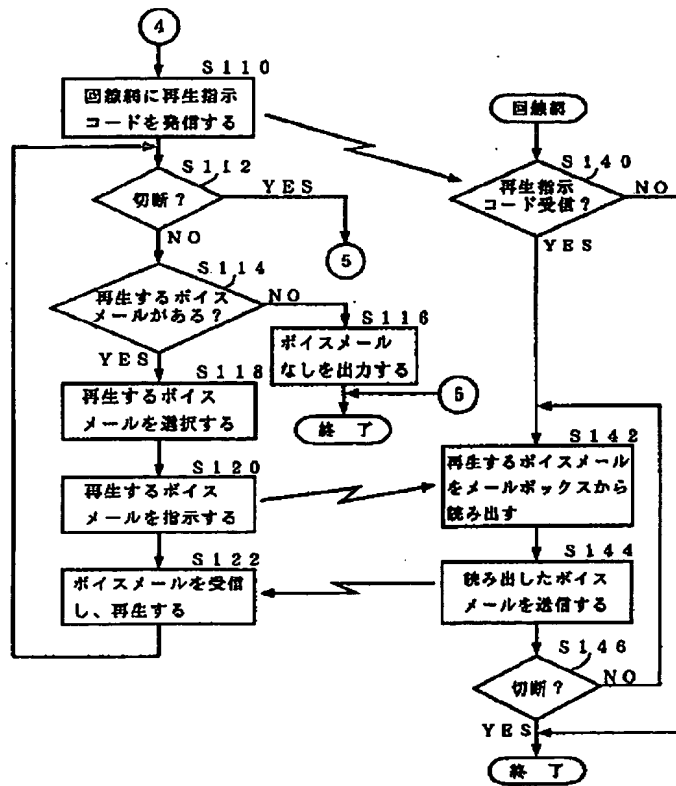 4
S110
回線網に再生指示
コードを発信する
S112
切断?
YES
NO
5
S114
再生するボイス
メールがある?
NO
YES
S116
ボイスメール
なしを出力する
6
終 了
S118
再生するボイス
メールを選択する
S120
再生するボイス
メールを指示する
S122
ボイスメールを受信
し、再生する
回線網
S140
再生指示
コード受信?
NO
YES
S142
再生するボイスメール
をメールボックスから
読み出す
S144
読み出したボイス
メールを送信する
S146
切断?
NO
YES
終 了